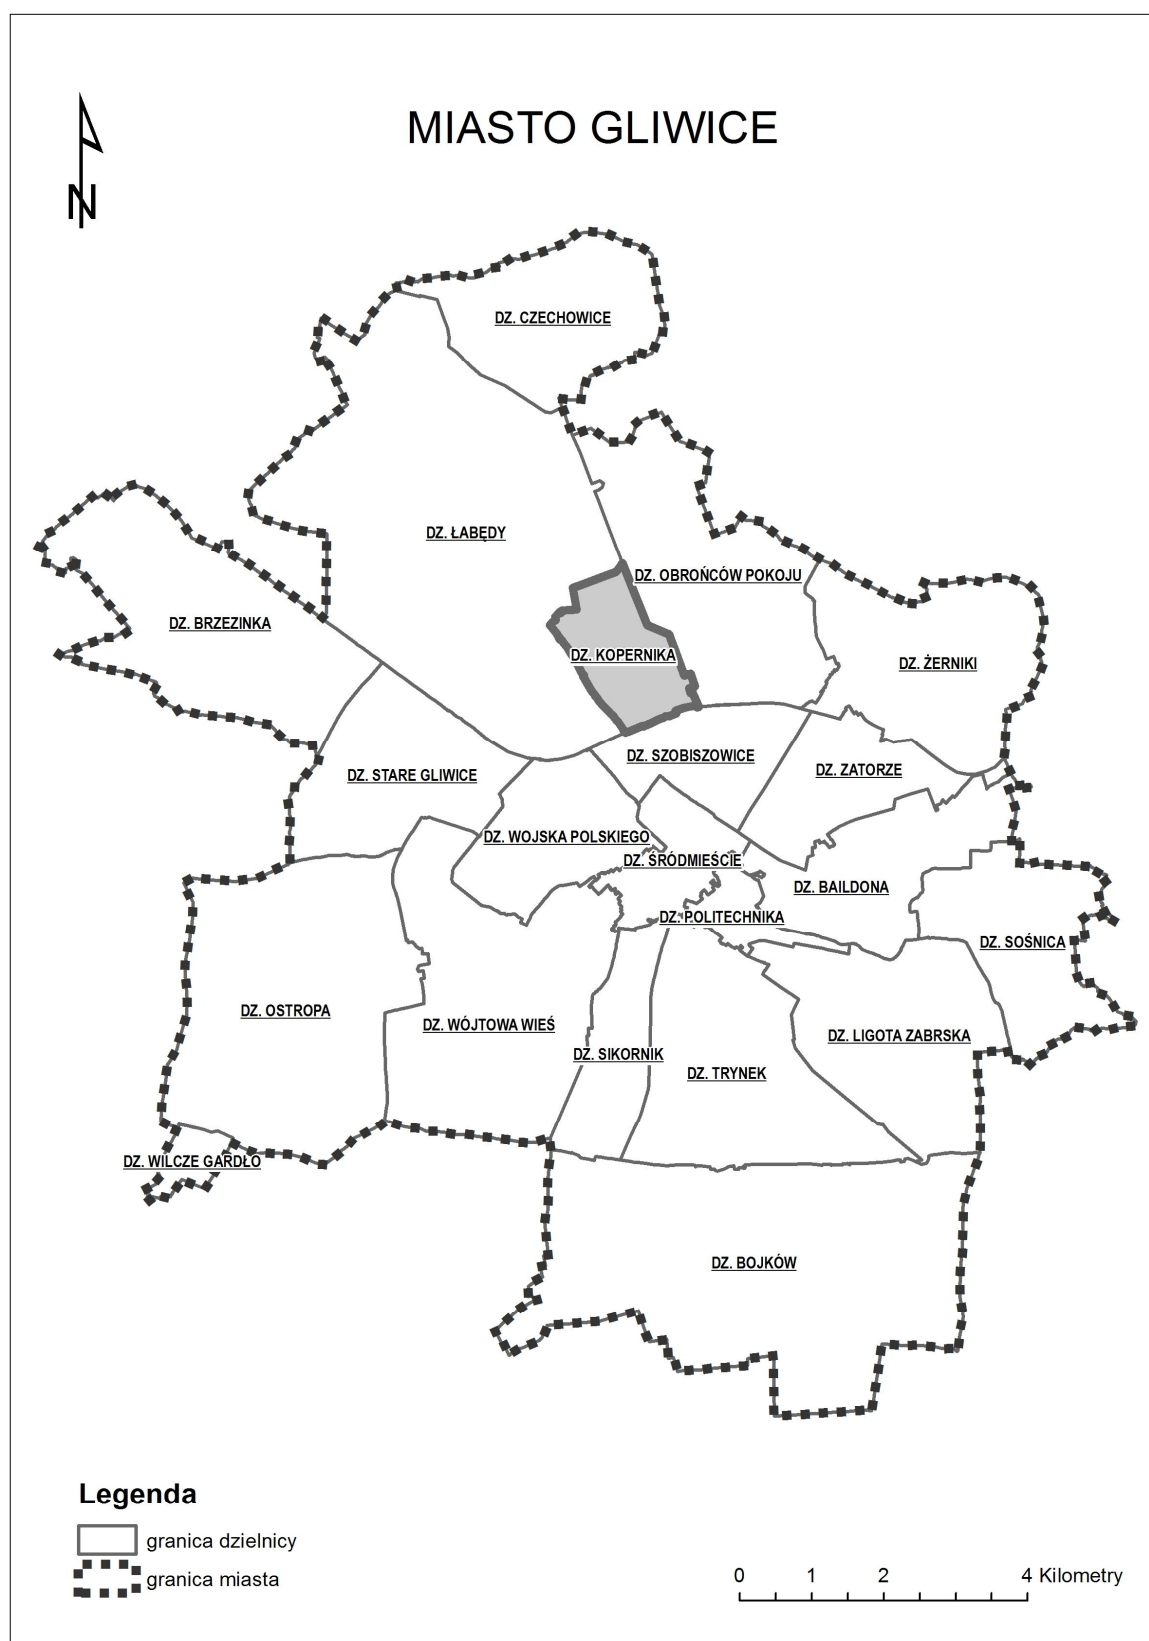 MIASTO GLIWICE
N
DZ. CZECHOWICE
DZ. ŁABĘDY
DZ. OBROŃCÓW POKOJU
DZ. BRZEZINKA
DZ. KOPERNIKA
DZ. ŻERNIKI
DZ. SZOBISZOWICE
DZ. ZATORZE
DZ. STARE GLIWICE
DZ. WOJSKA POLSKIEGO
DZ. ŚRÓDMIEŚCIE
DZ. BAILDONA
DZ. POLITECHNIKA
DZ. SOŚNICA
DZ. OSTROPA
DZ. WÓJTOWA WIEŚ
DZ. LIGOTA ZABRSKA
DZ. SIKORNIK
DZ. TRYNEK
DZ. WILCZE GARDŁO
DZ. BOJKÓW
Legenda
granica dzielnicy
granica miasta
0 1 2 4 Kilometry